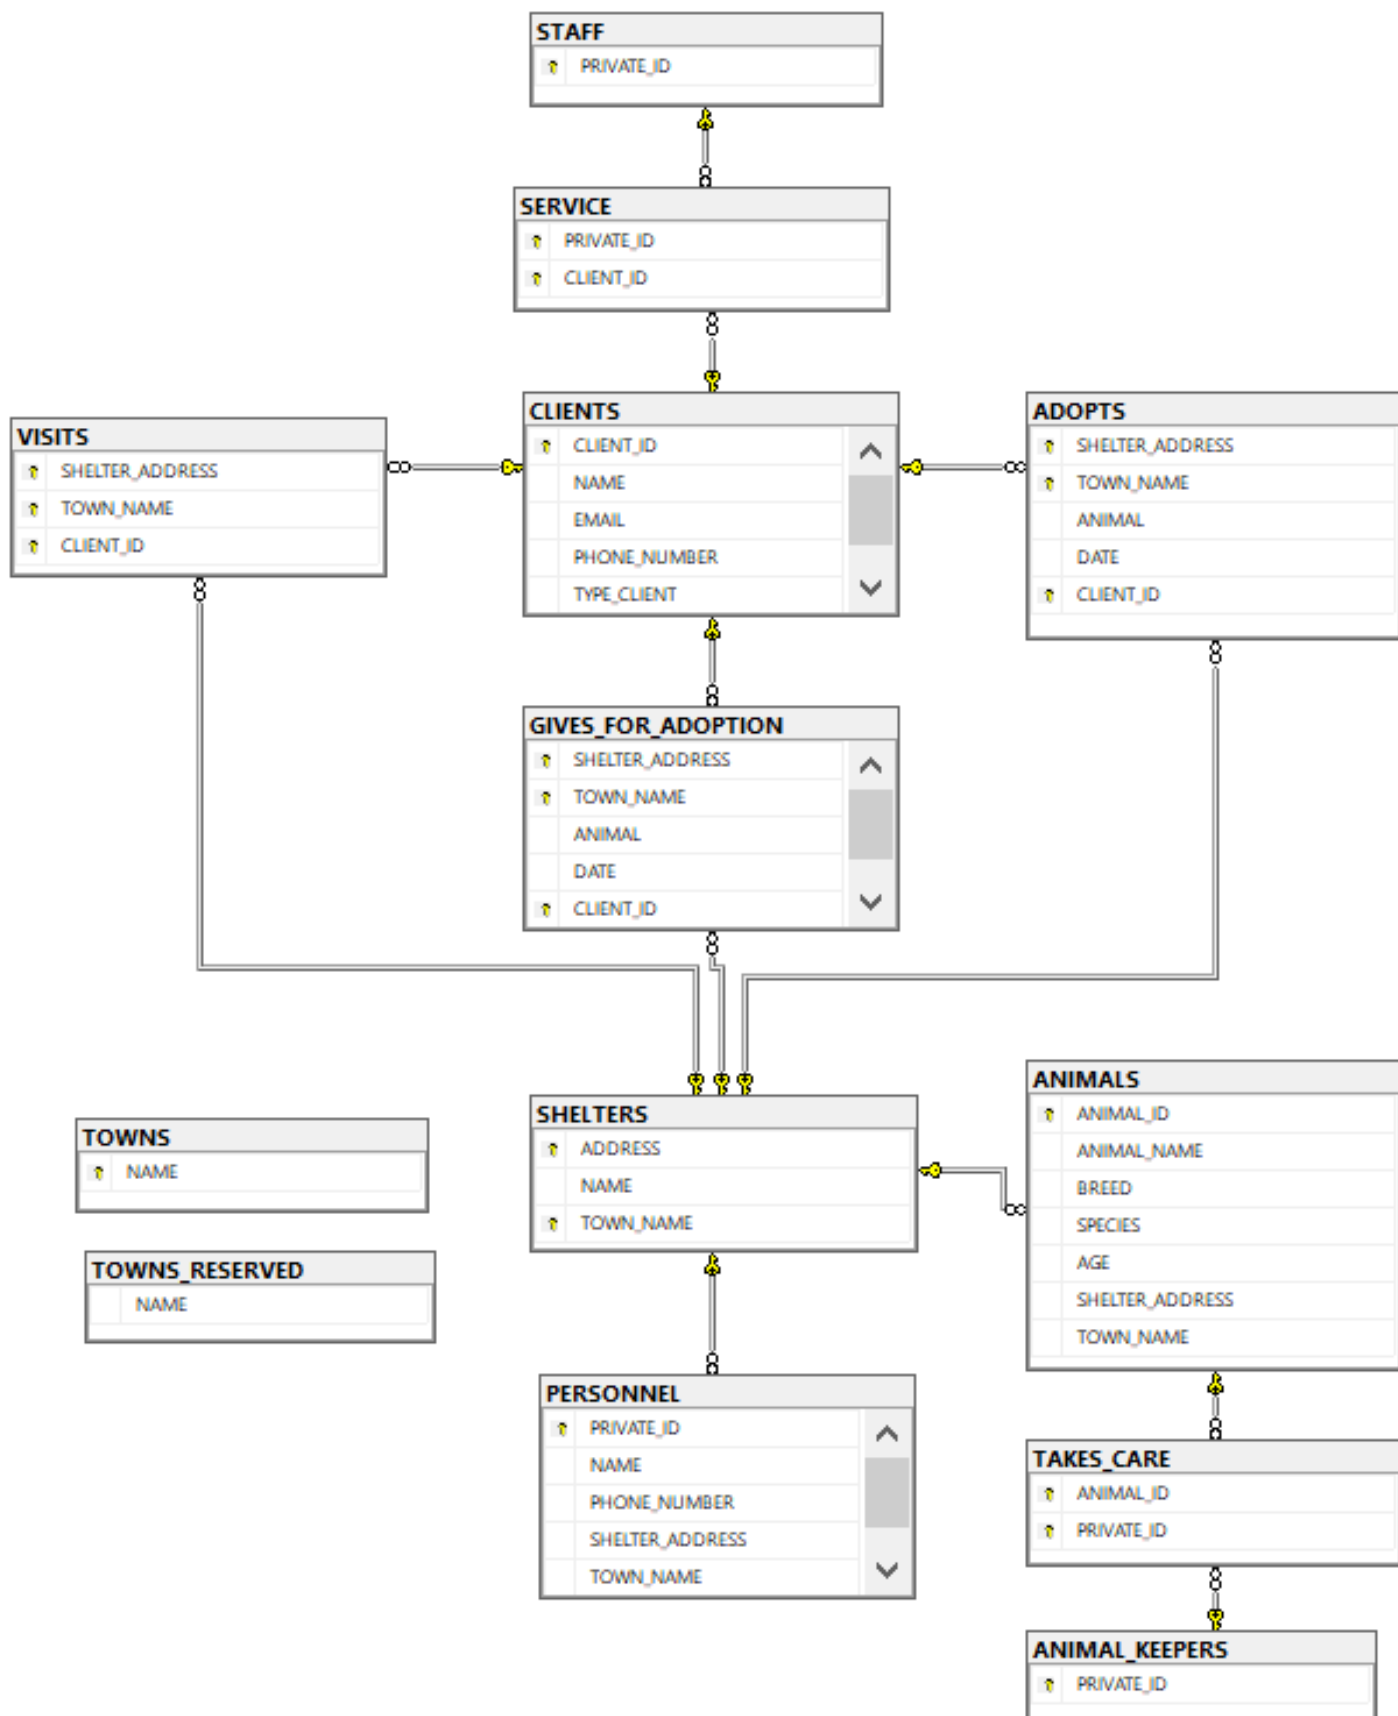 STAFF
PRIVATE_ID
SERVICE
PRIVATE_ID
CLIENT_ID
VISITS
SHELTER_ADDRESS
TOWN_NAME
CLIENT_ID
CLIENTS
CLIENT_ID
NAME
EMAIL
PHONE_NUMBER
TYPE_CLIENT
ADOPTS
SHELTER_ADDRESS
TOWN_NAME
ANIMAL
DATE
CLIENT_ID
GIVES_FOR_ADOPTION
SHELTER_ADDRESS
TOWN_NAME
ANIMAL
DATE
CLIENT_ID
TOWNS
NAME
TOWNS_RESERVED
NAME
SHELTERS
ADDRESS
NAME
TOWN_NAME
ANIMALS
ANIMAL_ID
ANIMAL_NAME
BREED
SPECIES
AGE
SHELTER_ADDRESS
TOWN_NAME
PERSONNEL
PRIVATE_ID
NAME
PHONE_NUMBER
SHELTER_ADDRESS
TOWN_NAME
TAKES_CARE
ANIMAL_ID
PRIVATE_ID
ANIMAL_KEEPERS
PRIVATE_ID